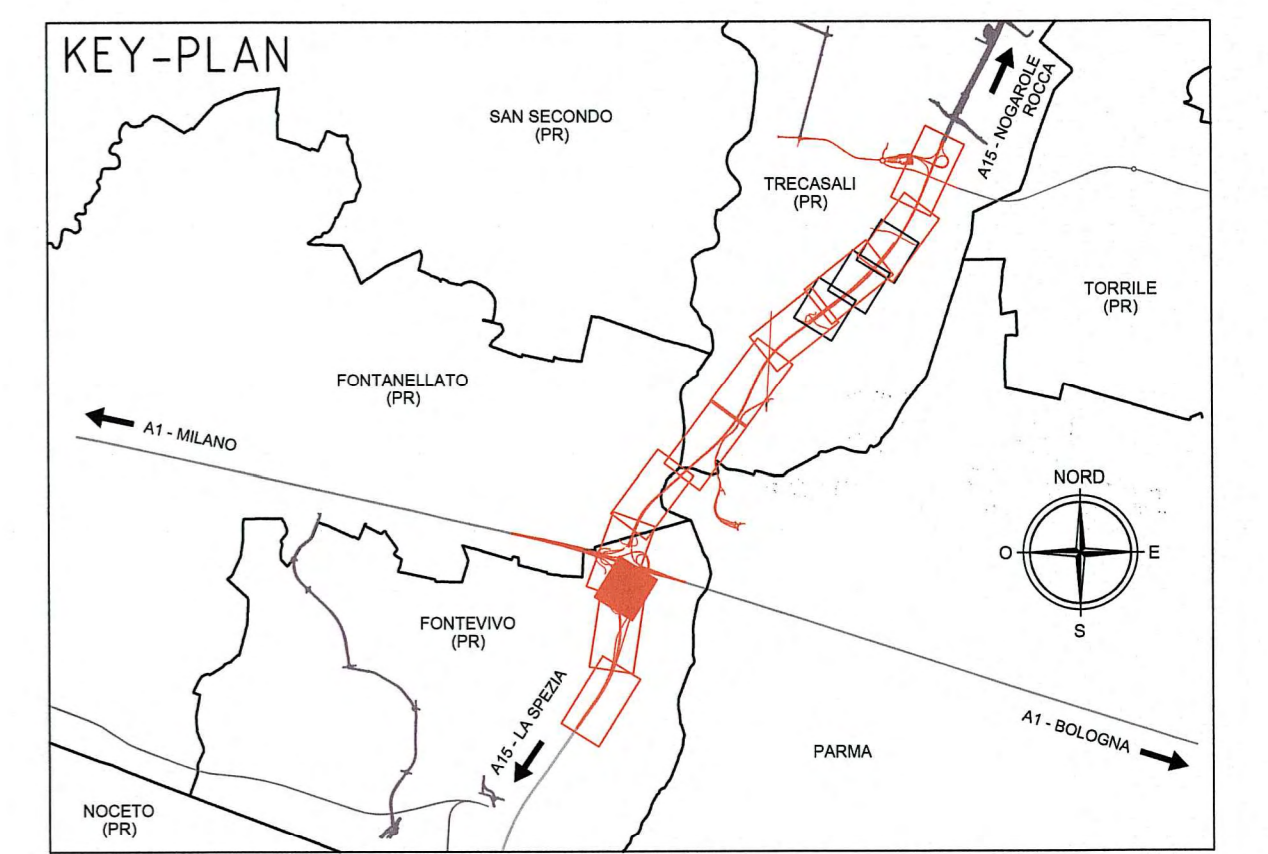 KEY-PLAN
SAN SECONDO
(PR)
A15 - NOGAROLE
ROCCA
TRECASALI
(PR)
TORRILE
(PR)
FONTANELLATO
(PR)
A1 - MILANO
NORD
O
E
S
FONTEVIVO
(PR)
A15 - LA SPEZIA
A1 - BOLOGNA
PARMA
NOCETO
(PR)